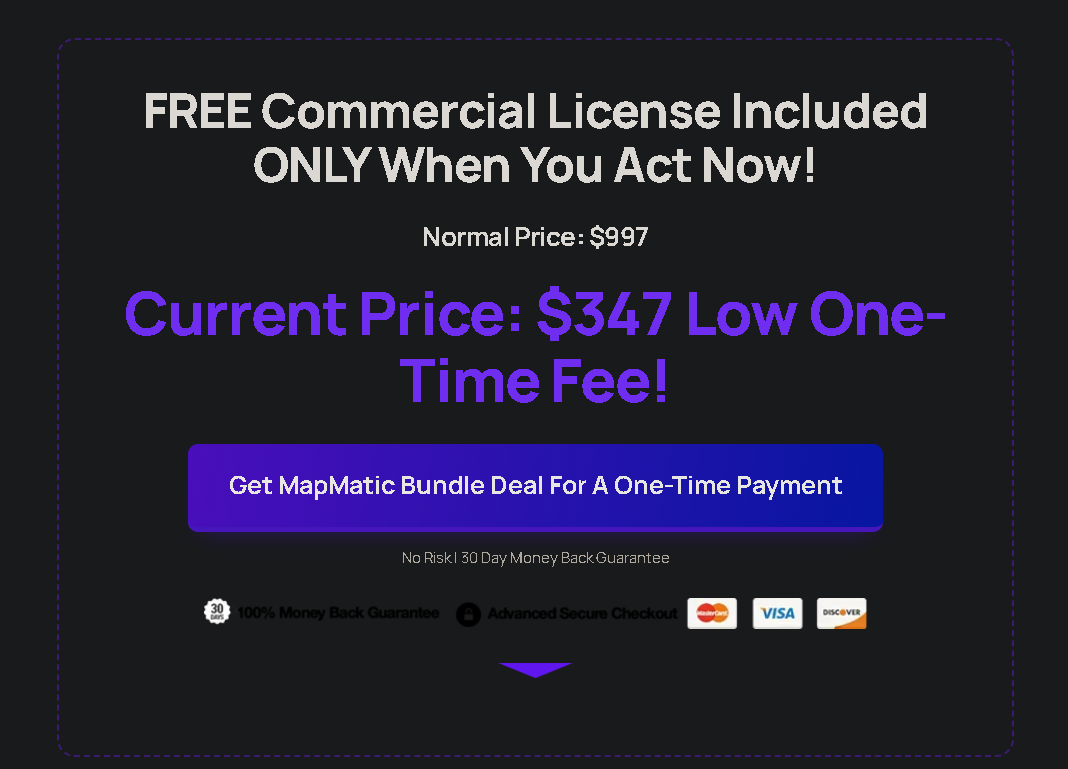 FREE Commercial License Included
ONLY When You Act Now!
Normal Price: $997
Current Price: $347 Low One-
Time Fee!
Get MapMatic Bundle Deal For A One-Time Payment
No Risk | 30 Day Money Back Guarantee
30 DAYS 100% Money Back Guarantee Advanced Secure Checkout MasterCard VISA DISCOVER